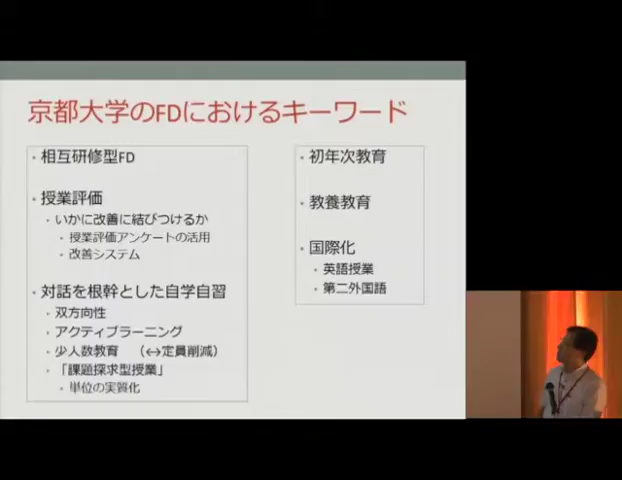 京都大学のFDにおけるキーワード
・相互研修型FD
・授業評価
・いかに改善に結びつけるか
・授業評価アンケートの活用
・改善システム
・対話を根幹とした自学自習
・双方向性
・アクティブラーニング
・少人数教育　(↔定員削減)
・「課題探求型授業」
・単位の実質化
・初年次教育
・教養教育
・国際化
・英語授業
・第二外国語